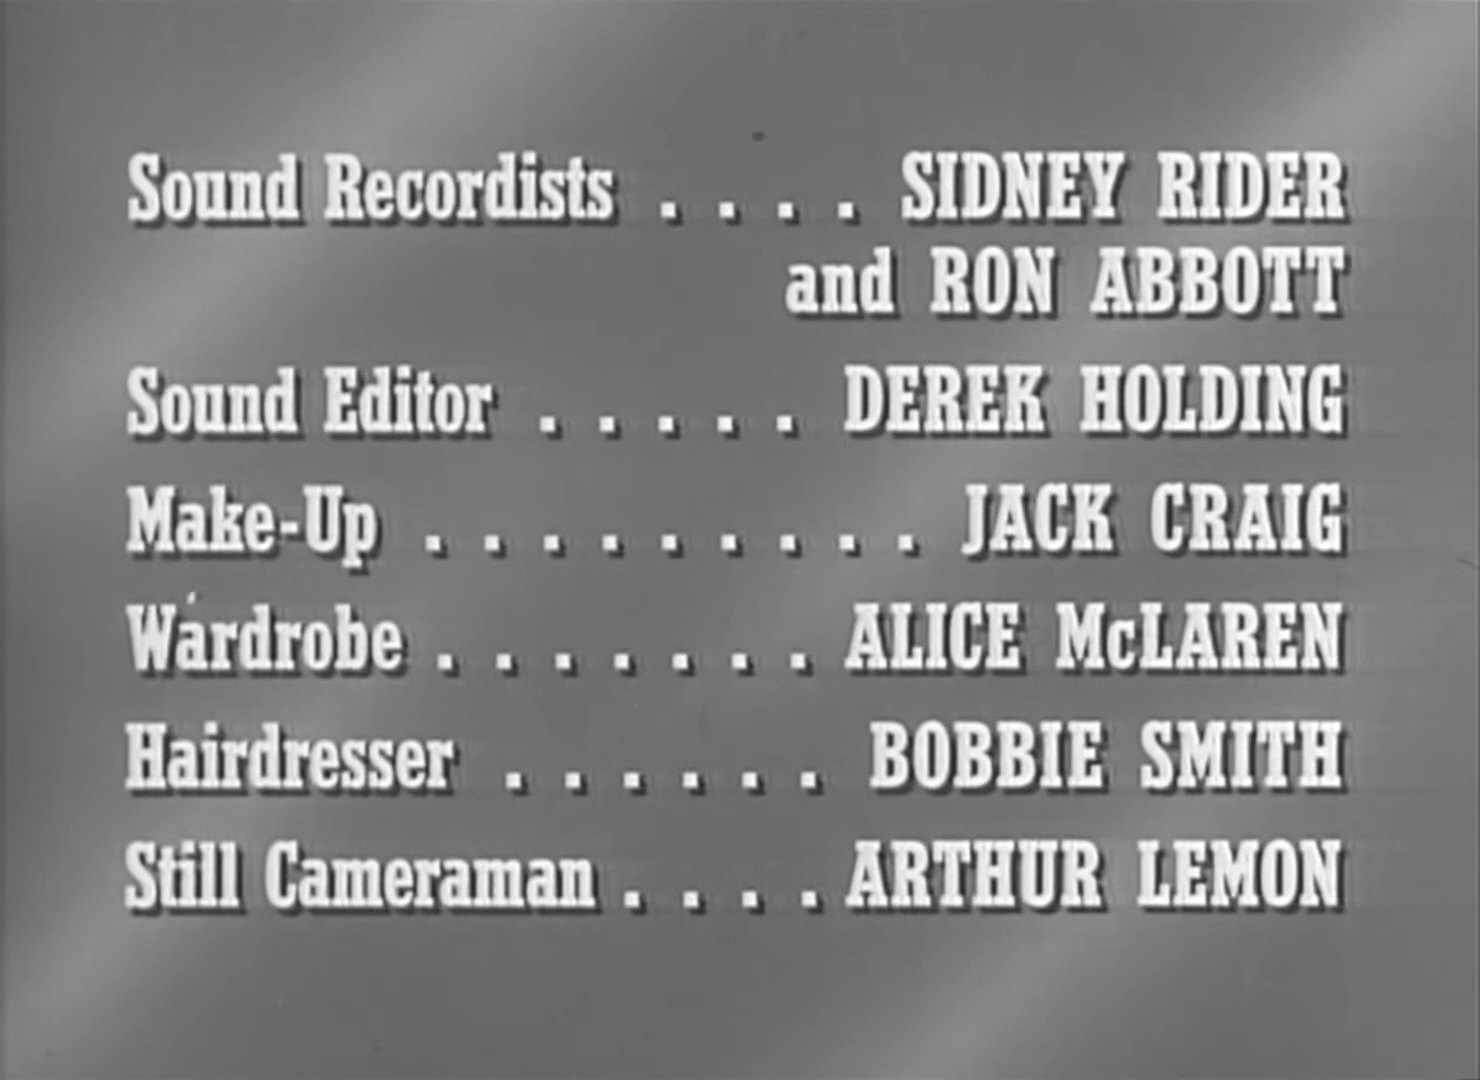 Sound Recordists . . . . SIDNEY RIDER
and RON ABBOTT
Sound Editor . . . . . DEREK HOLDING
Make-Up . . . . . . . . . JACK CRAIG
Wardrobe . . . . . . . ALICE McLAREN
Hairdresser . . . . . . BOBBIE SMITH
Still Cameraman . . . . ARTHUR LEMON